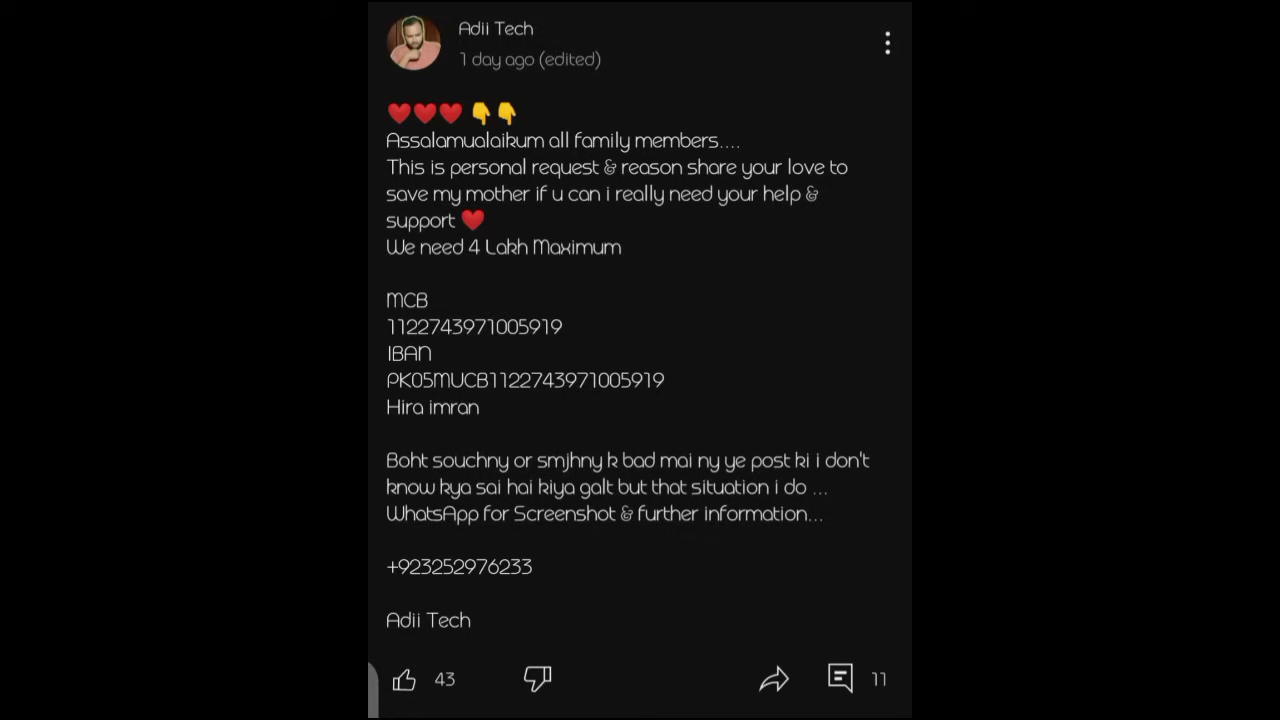 Adii Tech
1 day ago (edited)
❤️❤️❤️ 👇👇
Assalamualaikum all family members....
This is personal request & reason share your love to
save my mother if u can i really need your help &
support ❤️
We need 4 Lakh Maximum
MCB
1122743971005919
IBAN
PK05MUCB1122743971005919
Hira imran
Boht souchny or smjhny k bad mai ny ye post ki i don't
know kya sai hai kiya galt but that situation i do ...
WhatsApp for Screenshot & further information...
+923252976233
Adii Tech
43
11